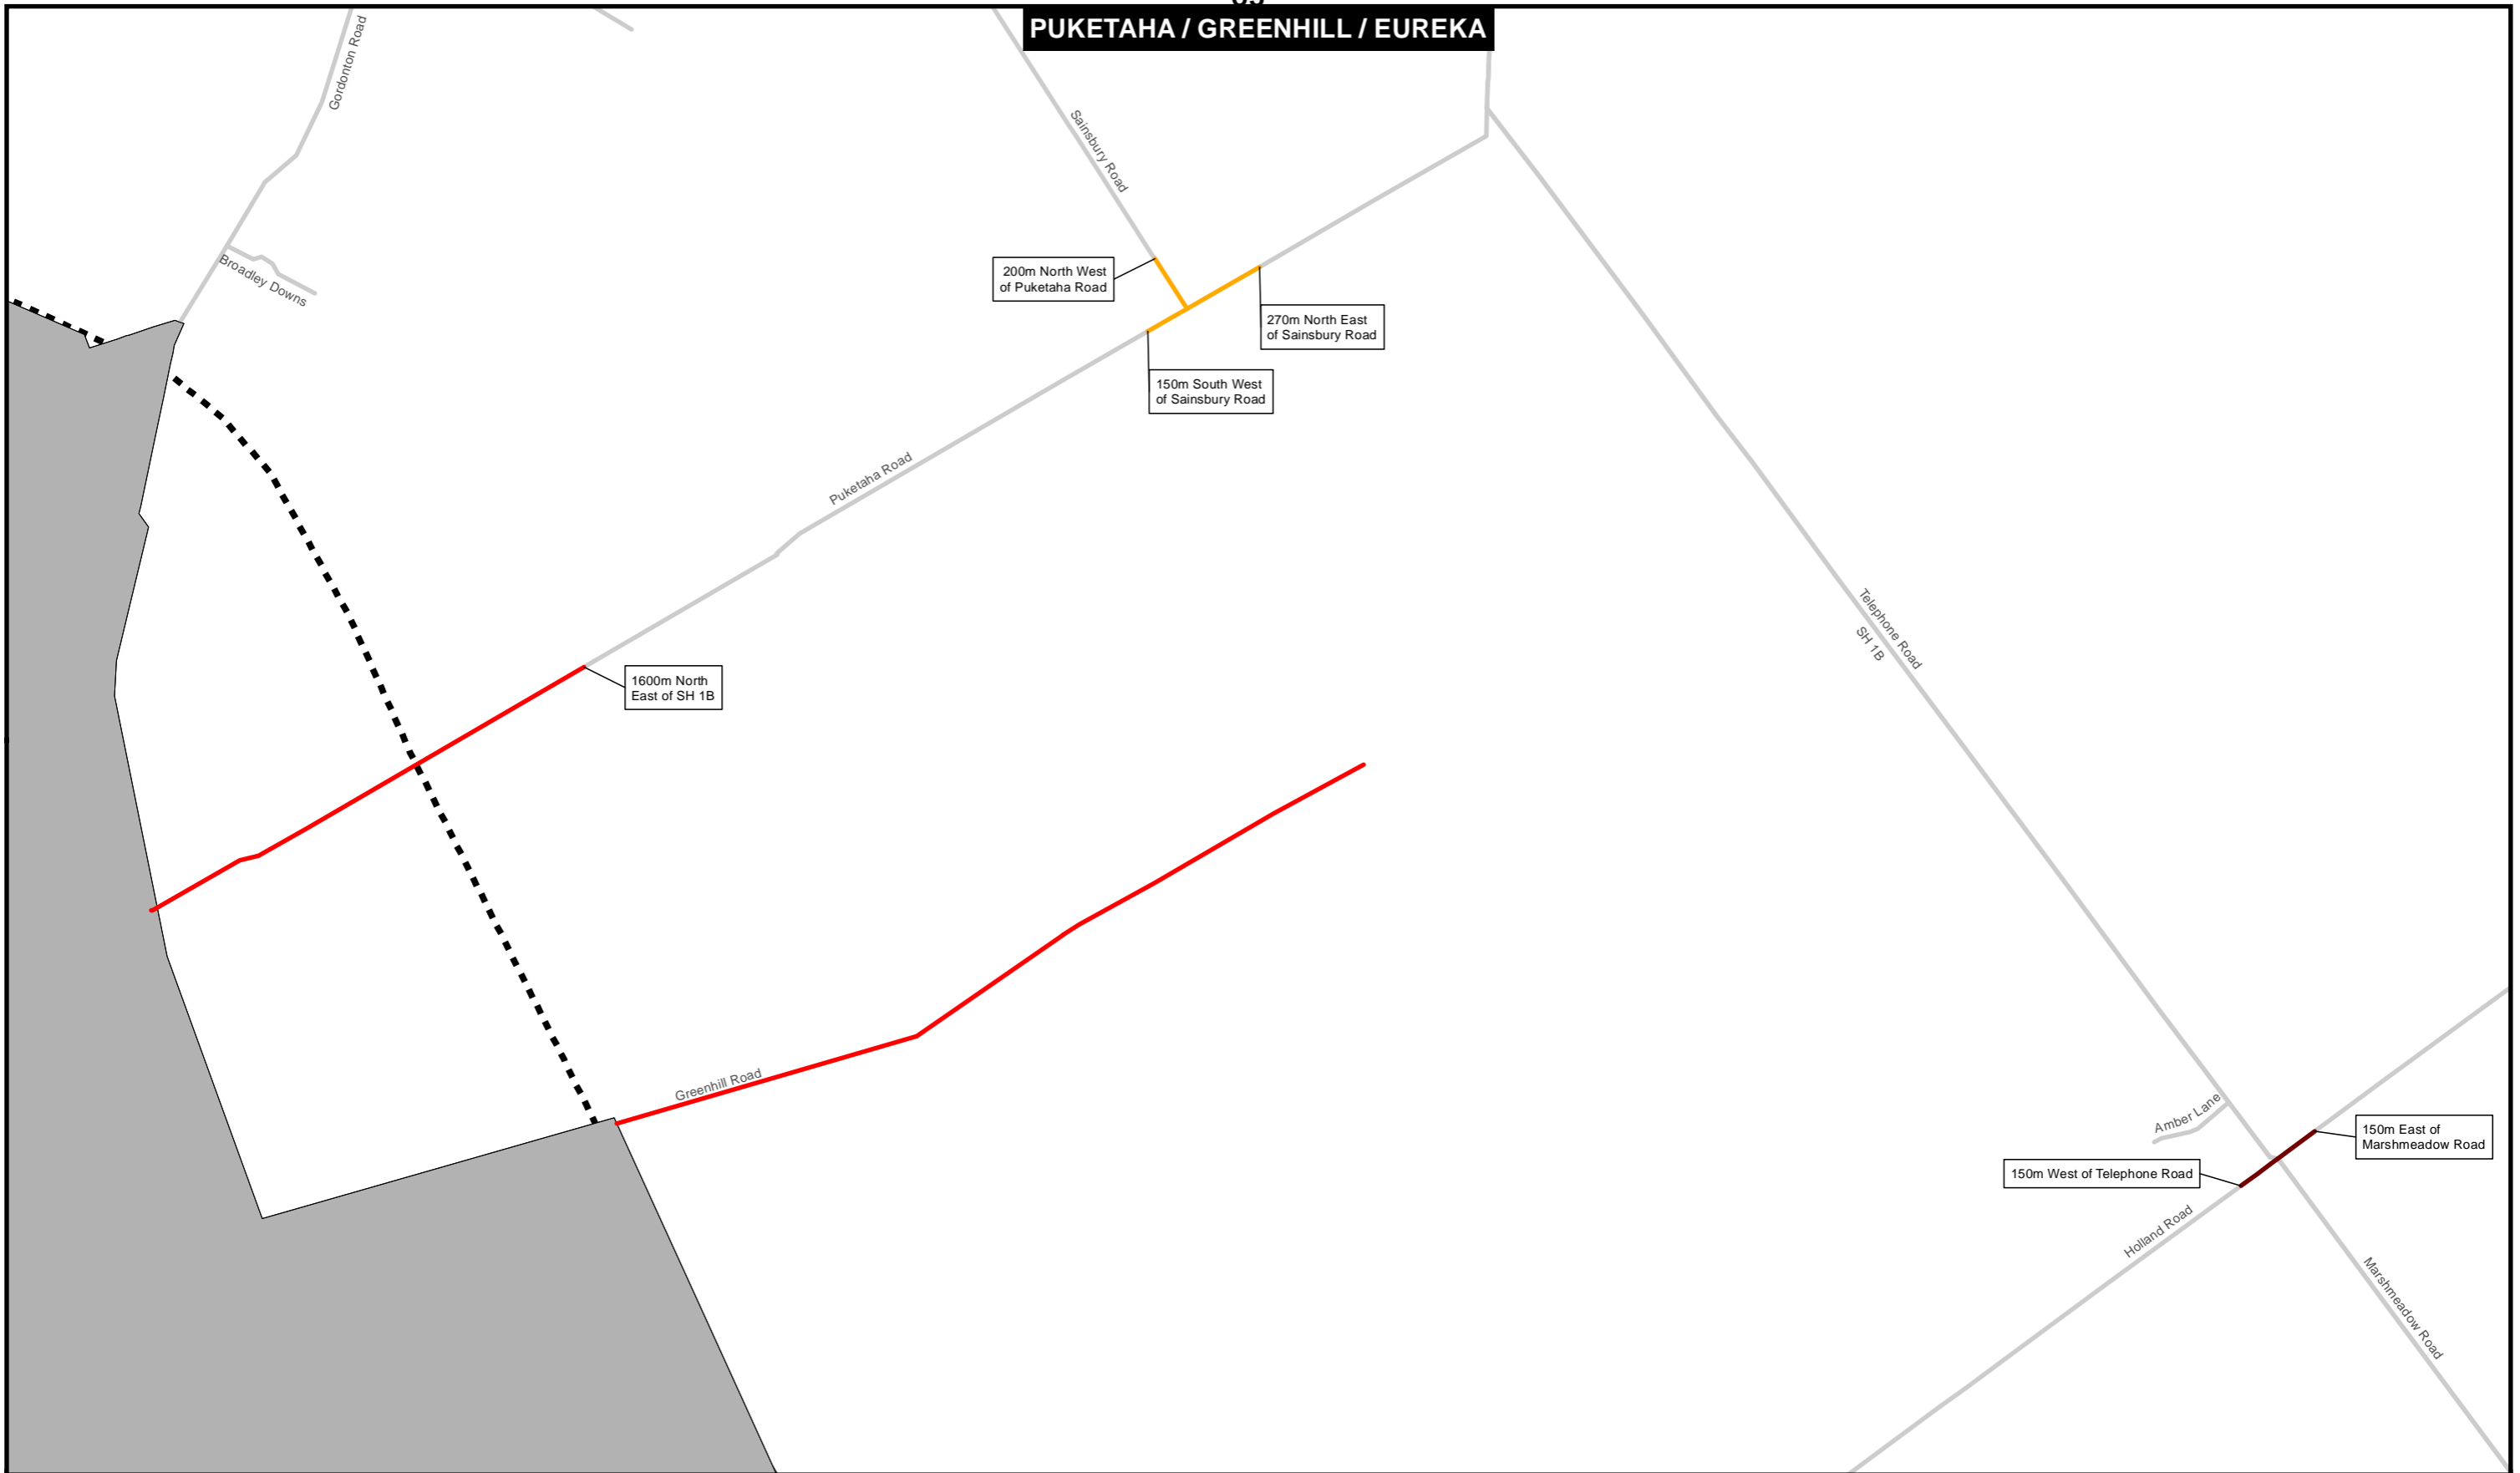 PUKETAHA / GREENHILL / EUREKA
Gordonton Road
Sainsbury Road
Broadley Downs
200m North West
of Puketaha Road
270m North East
of Sainsbury Road
150m South West
of Sainsbury Road
Puketaha Road
Telephone Road
SH 1B
1600m North
East of SH 1B
Greenhill Road
Amber Lane
150m East of
Marshmeadow Road
150m West of Telephone Road
Holland Road
Marshmeadow Road